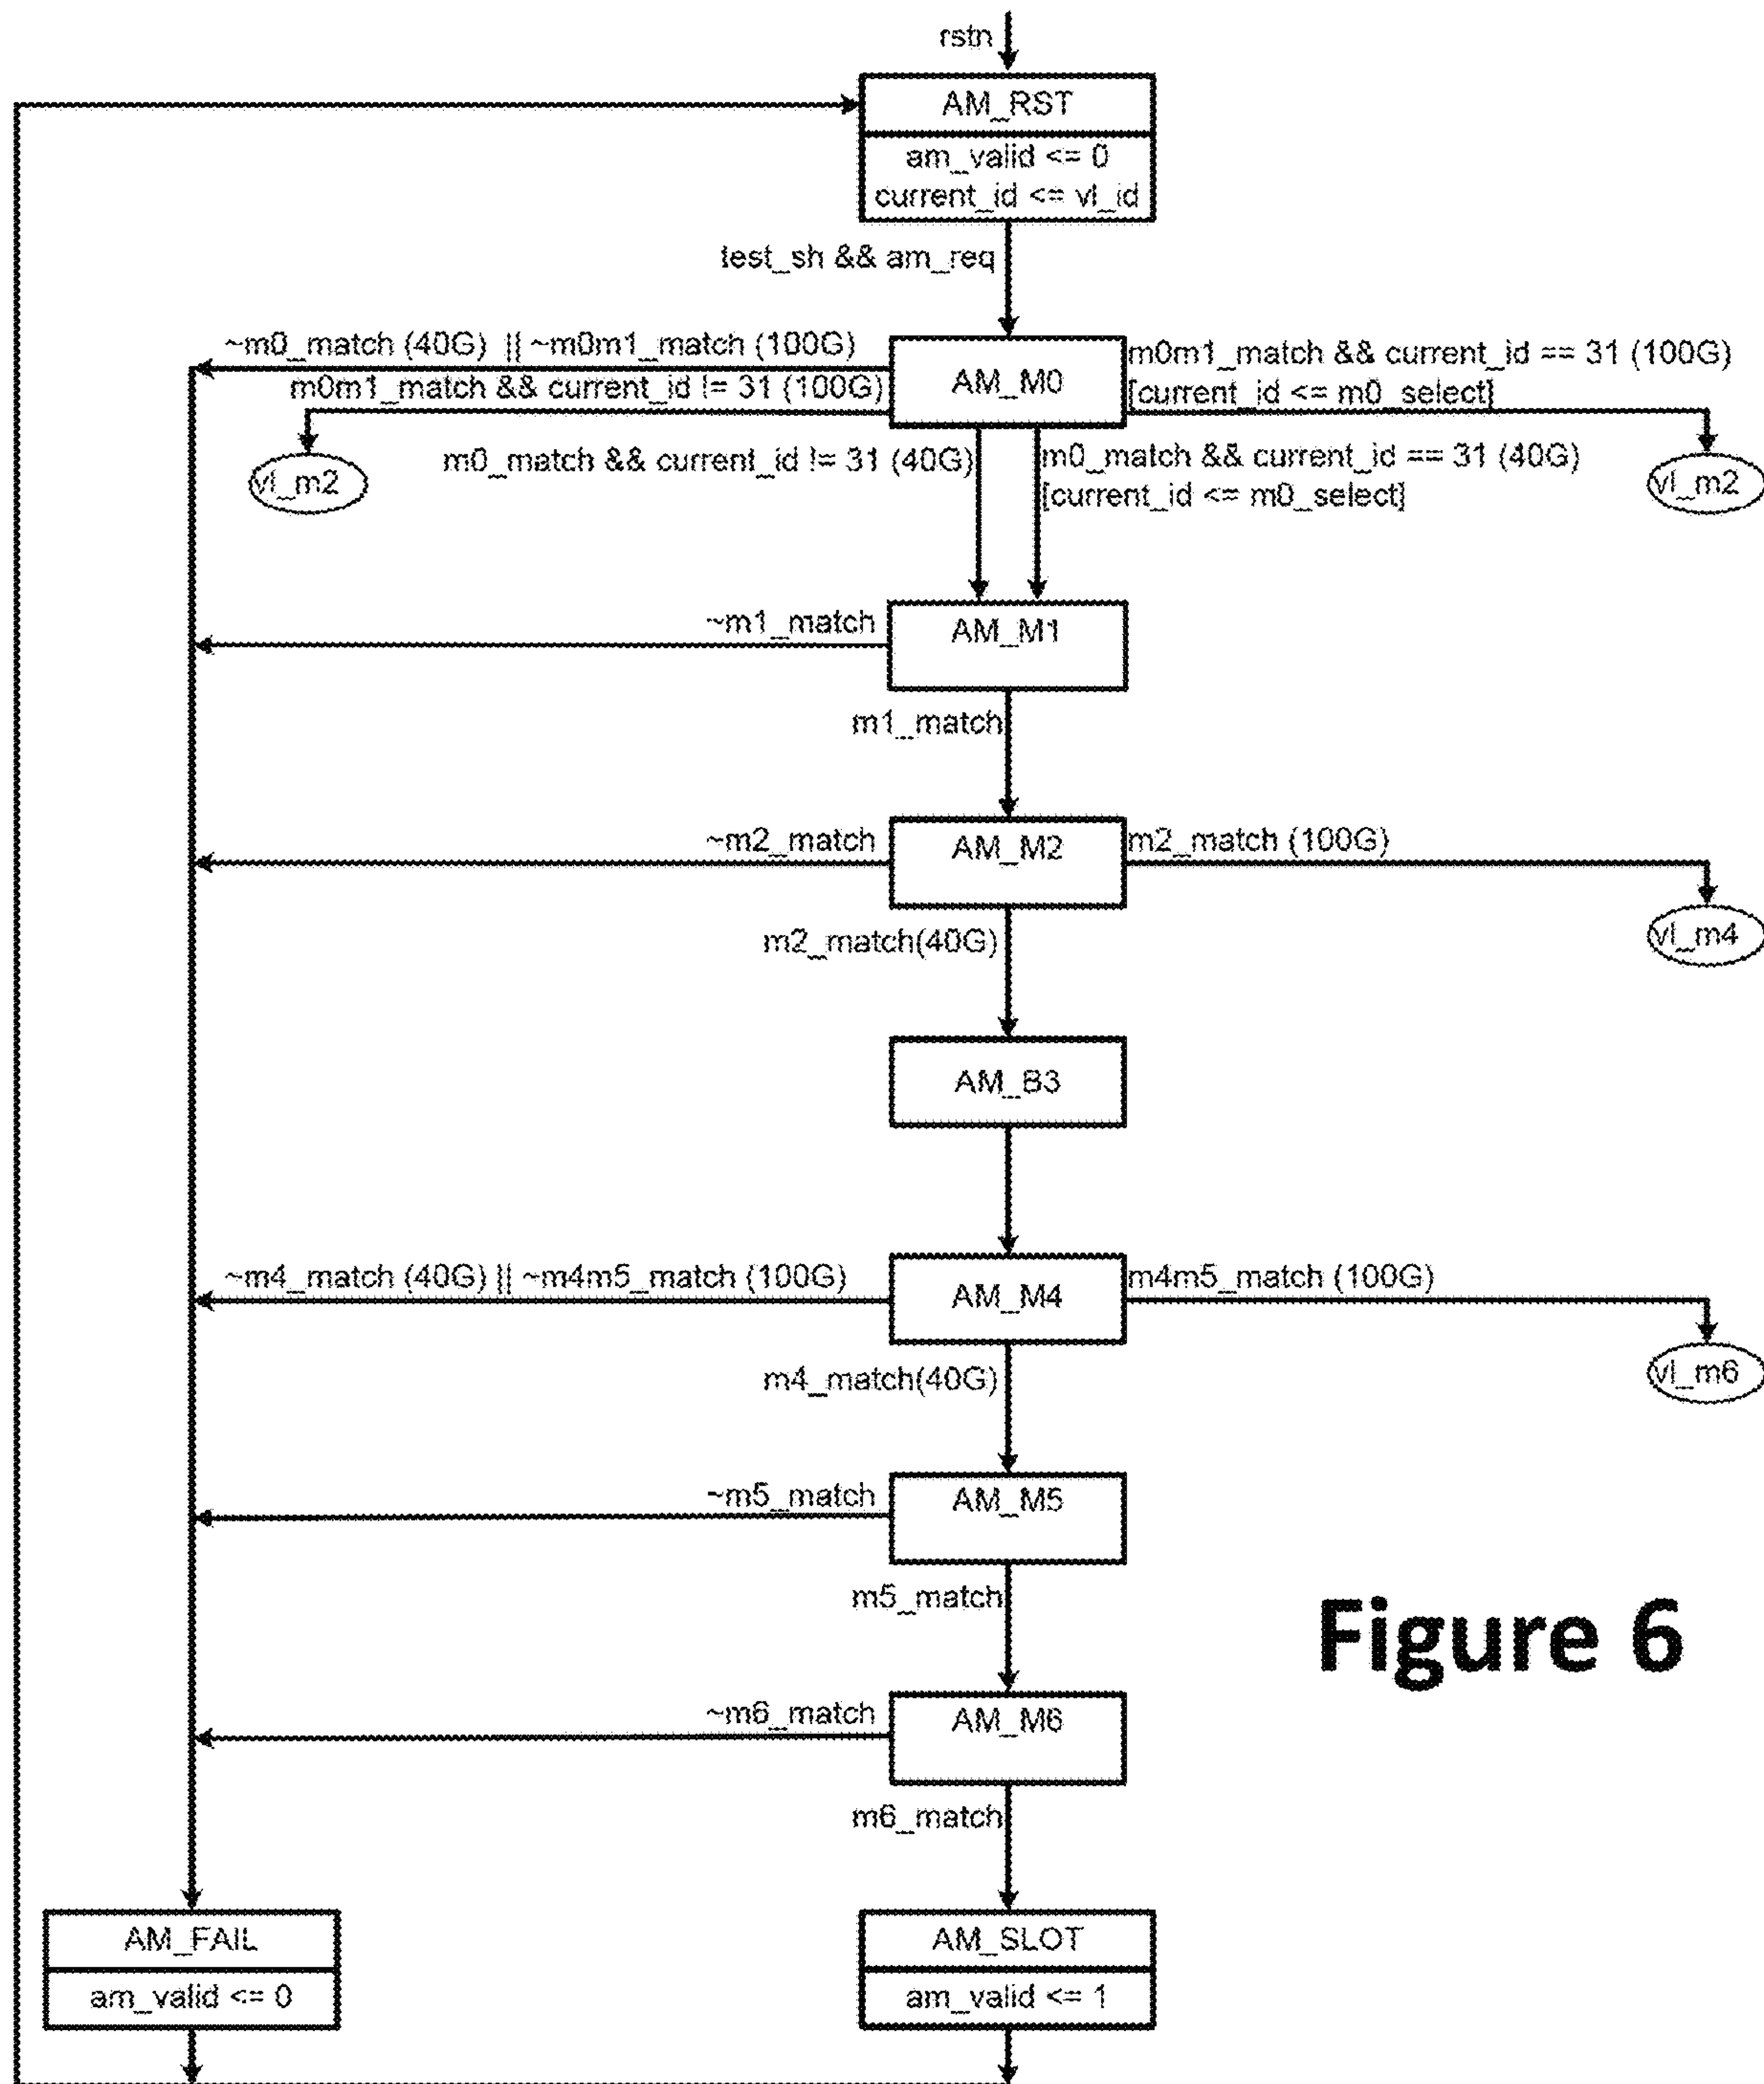 rstn
AM_RST
am_valid <= 0
current_id <= vl_id
test_sh && am_req
~m0_match (40G) || ~m0m1_match (100G)
AM_M0
m0m1_match && current_id == 31 (100G)
[current_id <= m0_select]
m0m1_match && current_id != 31 (100G)
vl_m2
m0_match && current_id != 31 (40G)
m0_match && current_id == 31 (40G)
[current_id <= m0_select]
vl_m2
~m1_match
AM_M1
m1_match
~m2_match
AM_M2
m2_match (100G)
m2_match(40G)
vl_m4
AM_B3
~m4_match (40G) || ~m4m5_match (100G)
AM_M4
m4m5_match (100G)
m4_match(40G)
vl_m6
~m5_match
AM_M5
m5_match
Figure 6
~m6_match
AM_M6
m6_match
AM_FAIL
am_valid <= 0
AM_SLOT
am_valid <= 1